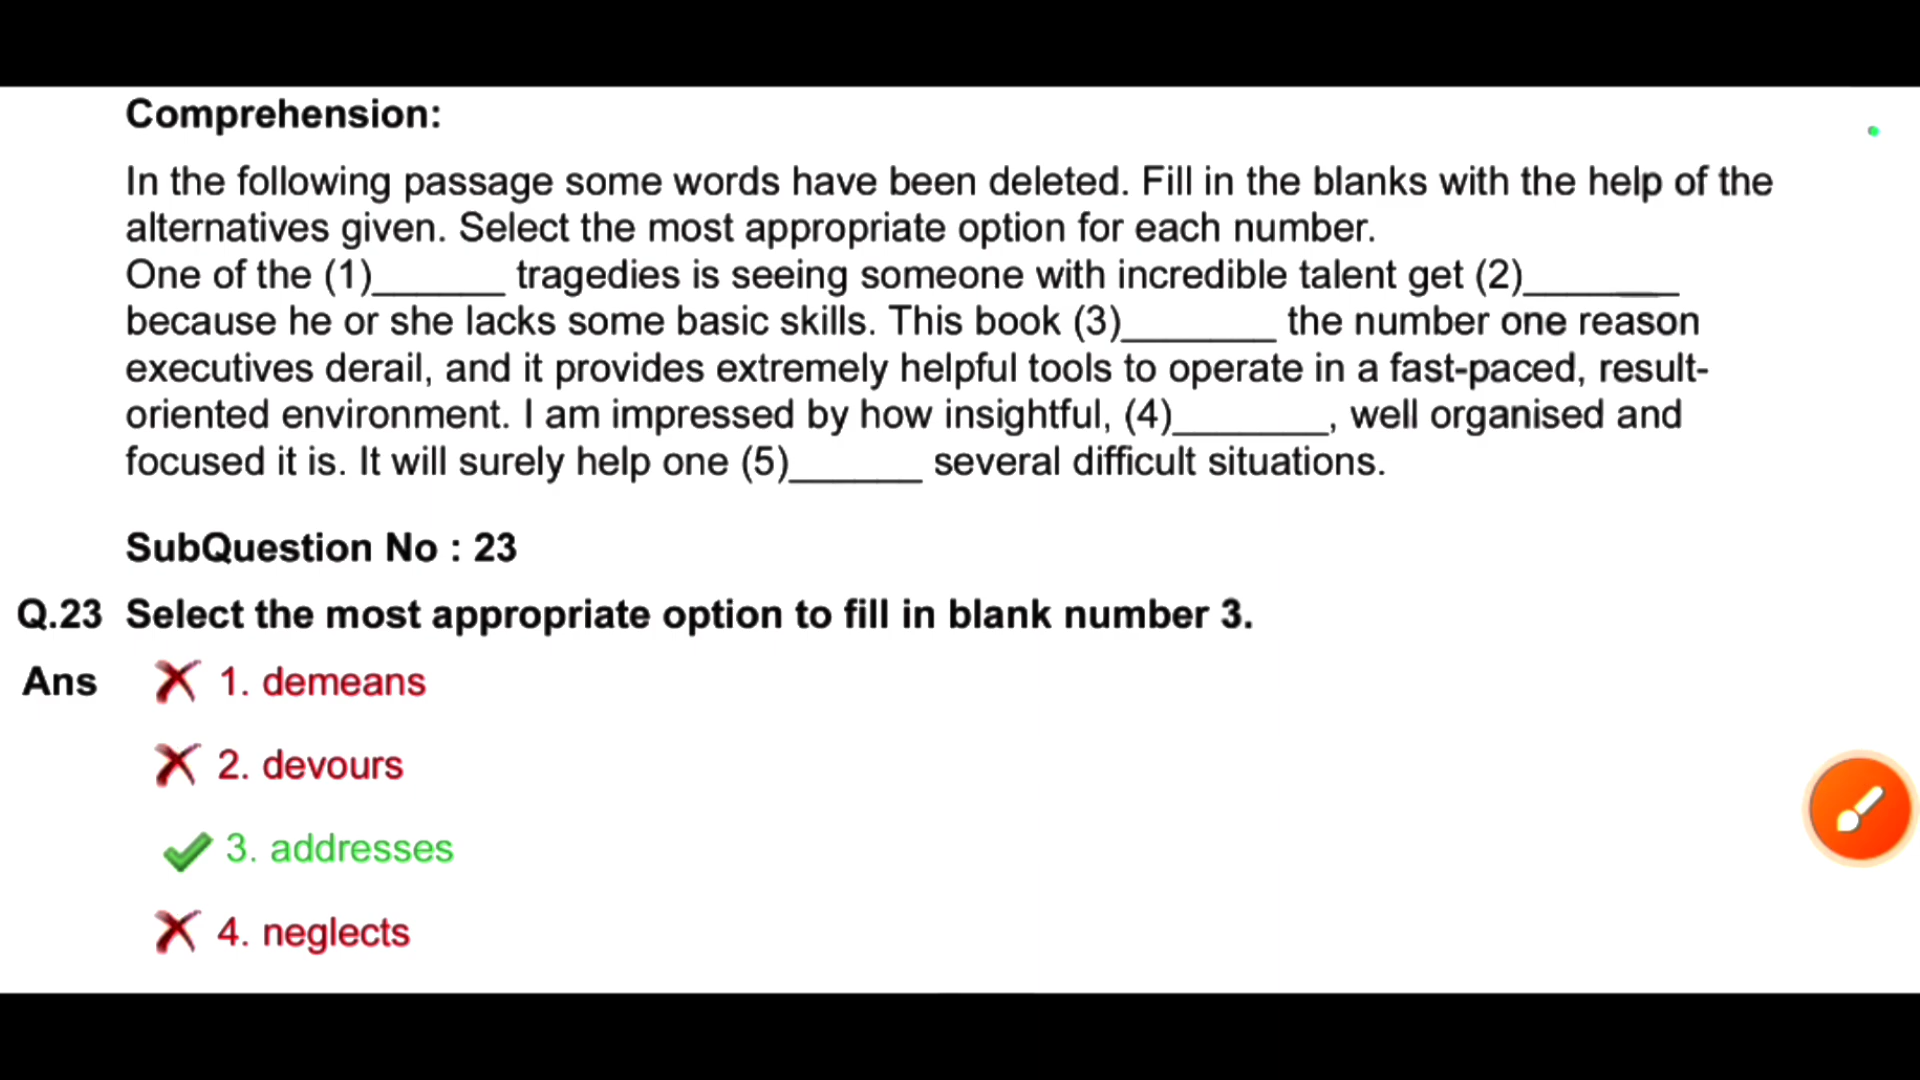 Comprehension:
In the following passage some words have been deleted. Fill in the blanks with the help of the
alternatives given. Select the most appropriate option for each number.
One of the (1)______ tragedies is seeing someone with incredible talent get (2)_______
because he or she lacks some basic skills. This book (3)_______ the number one reason
executives derail, and it provides extremely helpful tools to operate in a fast-paced, result-
oriented environment. I am impressed by how insightful, (4)_______, well organised and
focused it is. It will surely help one (5)______ several difficult situations.
SubQuestion No : 23
Q.23 Select the most appropriate option to fill in blank number 3.
Ans 1. demeans
2. devours
3. addresses
4. neglects